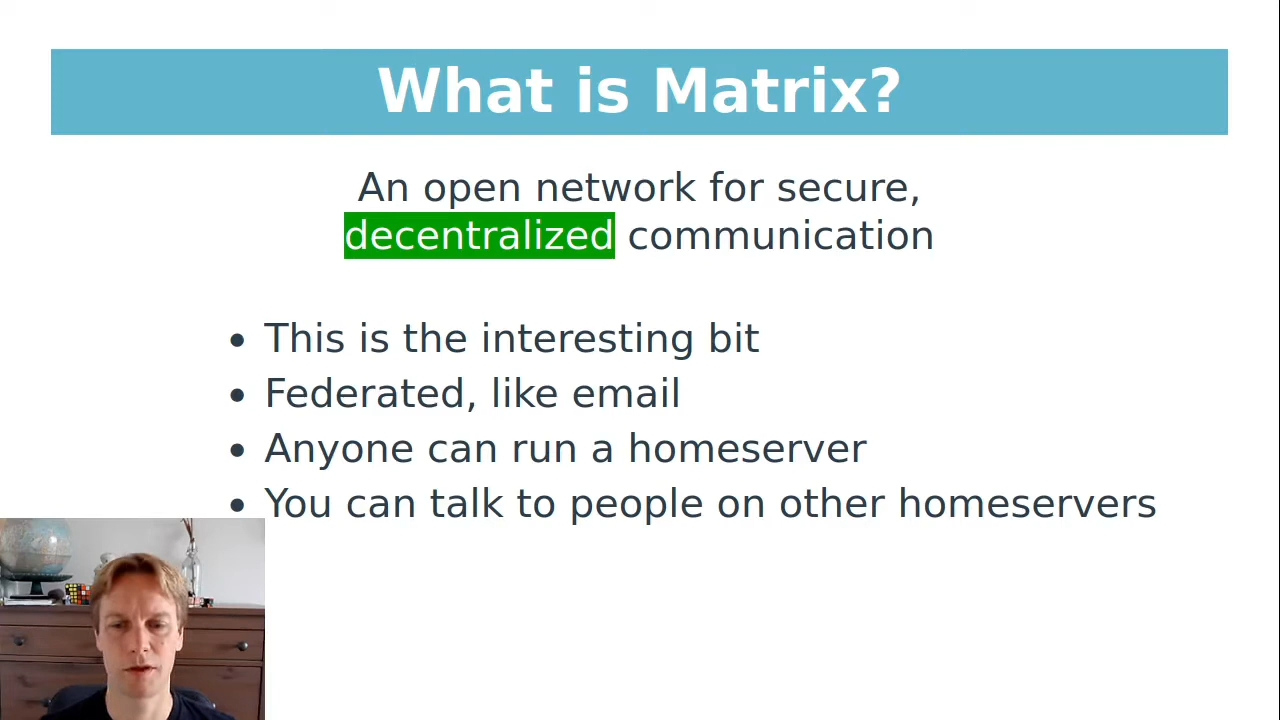 What is Matrix?
An open network for secure,
decentralized communication
This is the interesting bit
Federated, like email
Anyone can run a homeserver
You can talk to people on other homeservers